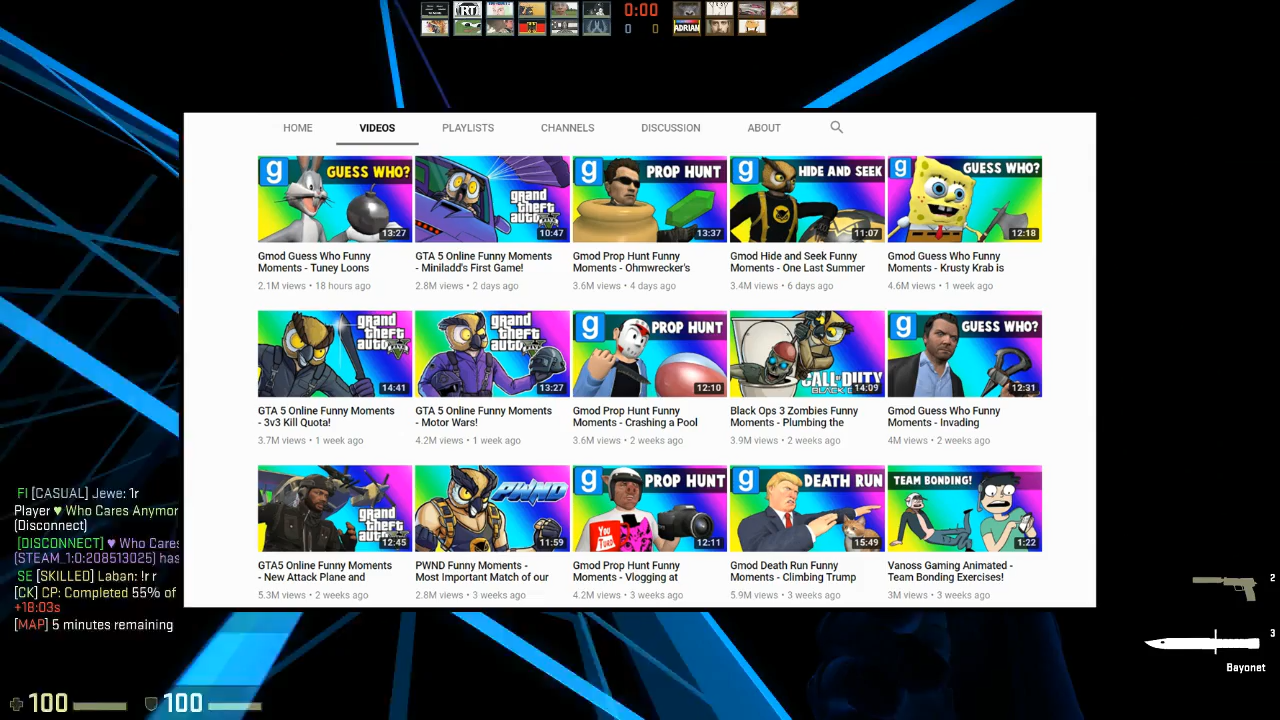 0:00
0 0
ADRIAN
HOME VIDEOS PLAYLISTS CHANNELS DISCUSSION ABOUT
g GUESS WHO? 13:27
grand theft auto V 10:47
g PROP HUNT 13:37
g HIDE AND SEEK 11:07
g GUESS WHO? 12:18
Gmod Guess Who Funny
Moments - Tuney Loons
2.1M views • 18 hours ago
GTA 5 Online Funny Moments
- Miniladd's First Game!
2.8M views • 2 days ago
Gmod Prop Hunt Funny
Moments - Ohmwrecker's
3.6M views • 4 days ago
Gmod Hide and Seek Funny
Moments - One Last Summer
3.4M views • 6 days ago
Gmod Guess Who Funny
Moments - Krusty Krab is
4.6M views • 1 week ago
grand theft auto V 14:41
grand theft auto V 13:27
g PROP HUNT 12:10
CALL OF DUTY BLACK OPS 14:09
g GUESS WHO? 12:31
GTA 5 Online Funny Moments
- 3v3 Kill Quota!
3.7M views • 1 week ago
GTA 5 Online Funny Moments
- Motor Wars!
4.2M views • 1 week ago
Gmod Prop Hunt Funny
Moments - Crashing a Pool
3.6M views • 2 weeks ago
Black Ops 3 Zombies Funny
Moments - Plumbing the
3.9M views • 2 weeks ago
Gmod Guess Who Funny
Moments - Invading
4M views • 2 weeks ago
grand theft auto 12:45
PWND 11:59
g PROP HUNT You Tube 12:11
g DEATH RUN 15:49
TEAM BONDING! 1:22
GTA5 Online Funny Moments
- New Attack Plane and
5.3M views • 2 weeks ago
PWND Funny Moments -
Most Important Match of our
2.8M views • 3 weeks ago
Gmod Prop Hunt Funny
Moments - Vlogging at
4.2M views • 3 weeks ago
Gmod Death Run Funny
Moments - Climbing Trump
5.9M views • 3 weeks ago
Vanoss Gaming Animated -
Team Bonding Exercises!
3M views • 3 weeks ago
FI [CASUAL] Jewe: 1r
Player ♥ Who Cares Anymor
(Disconnect)
[DISCONNECT] ♥ Who Cares
(STEAM_1:0:208513025) has
SE [SKILLED] Laban: !r r
[CK] CP: Completed 55% of
+18:03s
[MAP] 5 minutes remaining
2
3
Bayonet
100 100